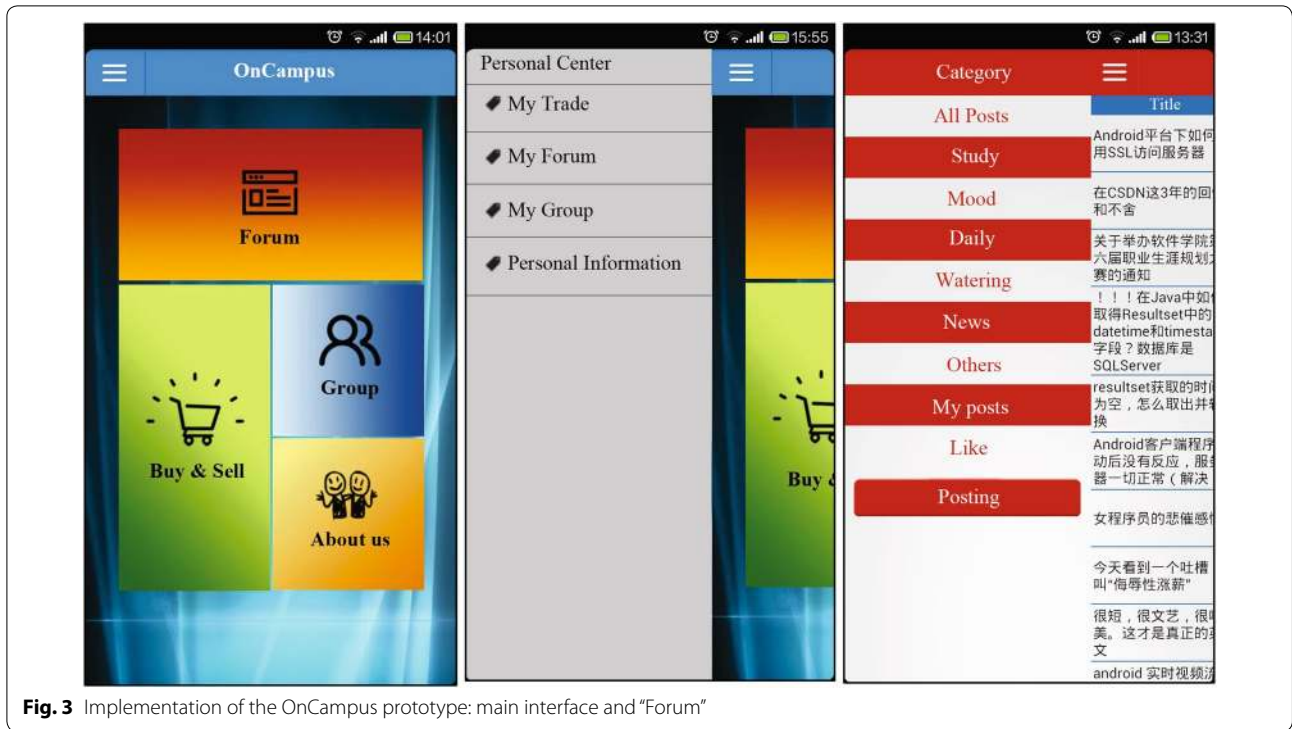 14:01
OnCampus
Forum
Group
Buy & Sell
About us
15:55
Personal Center
My Trade
My Forum
My Group
Personal Information
Buy
13:31
Category
All Posts
Study
Mood
Daily
Watering
News
Others
My posts
Like
Posting
Title
Android平台下如何
用SSL访问服务器
在CSDN这3年的回
和不舍
关于举办软件学院
六届职业生涯规划
赛的通知
！！！在Java中如
取得Resultset中的
datetime和timesta
字段？数据库是
SQLServer
resultset获取的时
为空，怎么取出并
换
Android客户端程序
动后没有反应，服
器一切正常（解决
女程序员的悲催感
今天看到一个吐槽
叫“侮辱性涨薪”
很短，很文艺，很
美。这才是真正的
文
android 实时视频
Fig. 3 Implementation of the OnCampus prototype: main interface and “Forum”